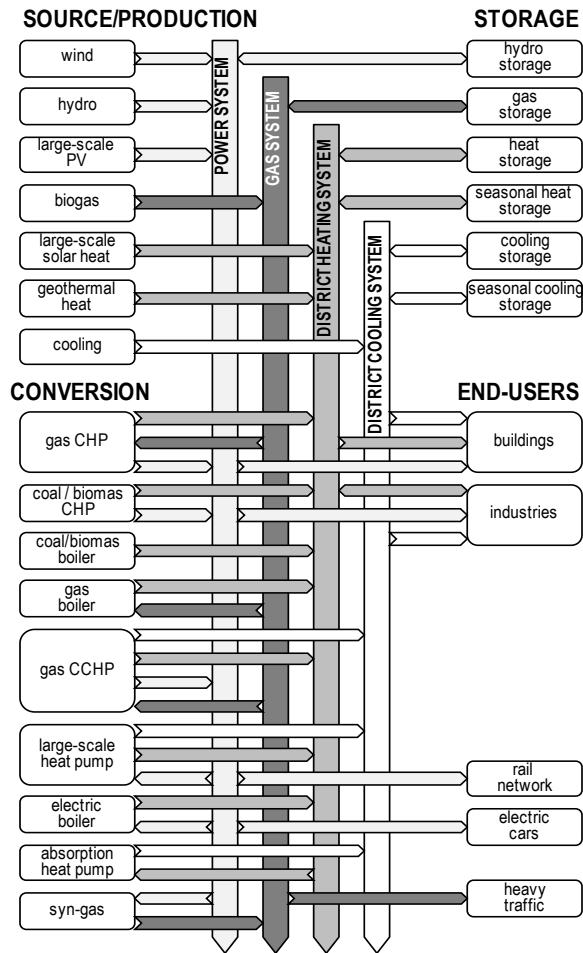 SOURCE/PRODUCTION
STORAGE
wind
hydro
large-scale
PV
biogas
large-scale
solar heat
geothermal
heat
cooling
POWER SYSTEM
GAS SYSTEM
DISTRICT HEATING SYSTEM
DISTRICT COOLING SYSTEM
hydro
storage
gas
storage
heat
storage
seasonal heat
storage
cooling
storage
seasonal cooling
storage
CONVERSION
END-USERS
gas CHP
coal / biomas
CHP
coal/biomas
boiler
gas
boiler
gas CCHP
large-scale
heat pump
electric
boiler
absorption
heat pump
syn-gas
buildings
industries
rail
network
electric
cars
heavy
traffic